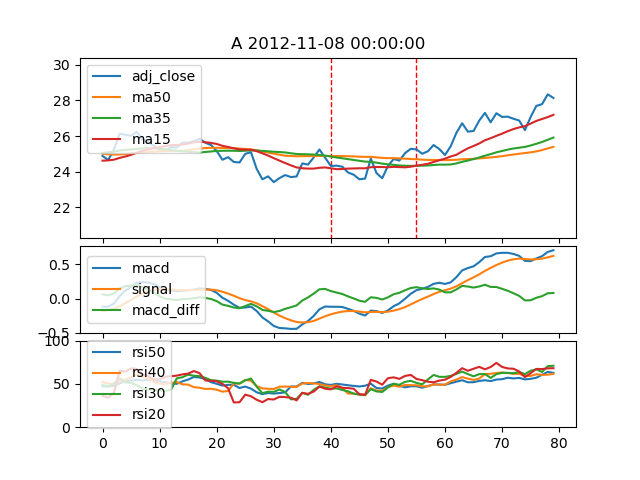 A 2012-11-08 00:00:00
30
28
26
24
22
adj_close
ma50
ma35
ma15
0.5
0.0
−0.5
macd
signal
macd_diff
100
50
0
rsi50
rsi40
rsi30
rsi20
0 10 20 30 40 50 60 70 80